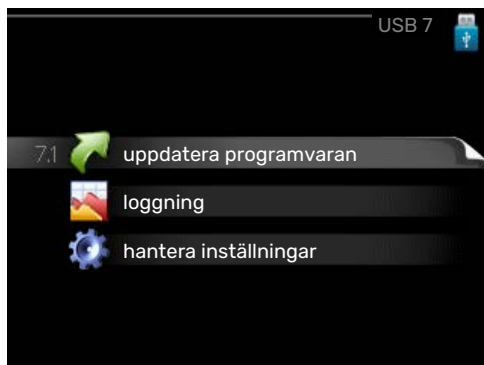 USB 7
7.1 uppdatera programvaran
loggning
hantera inställningar